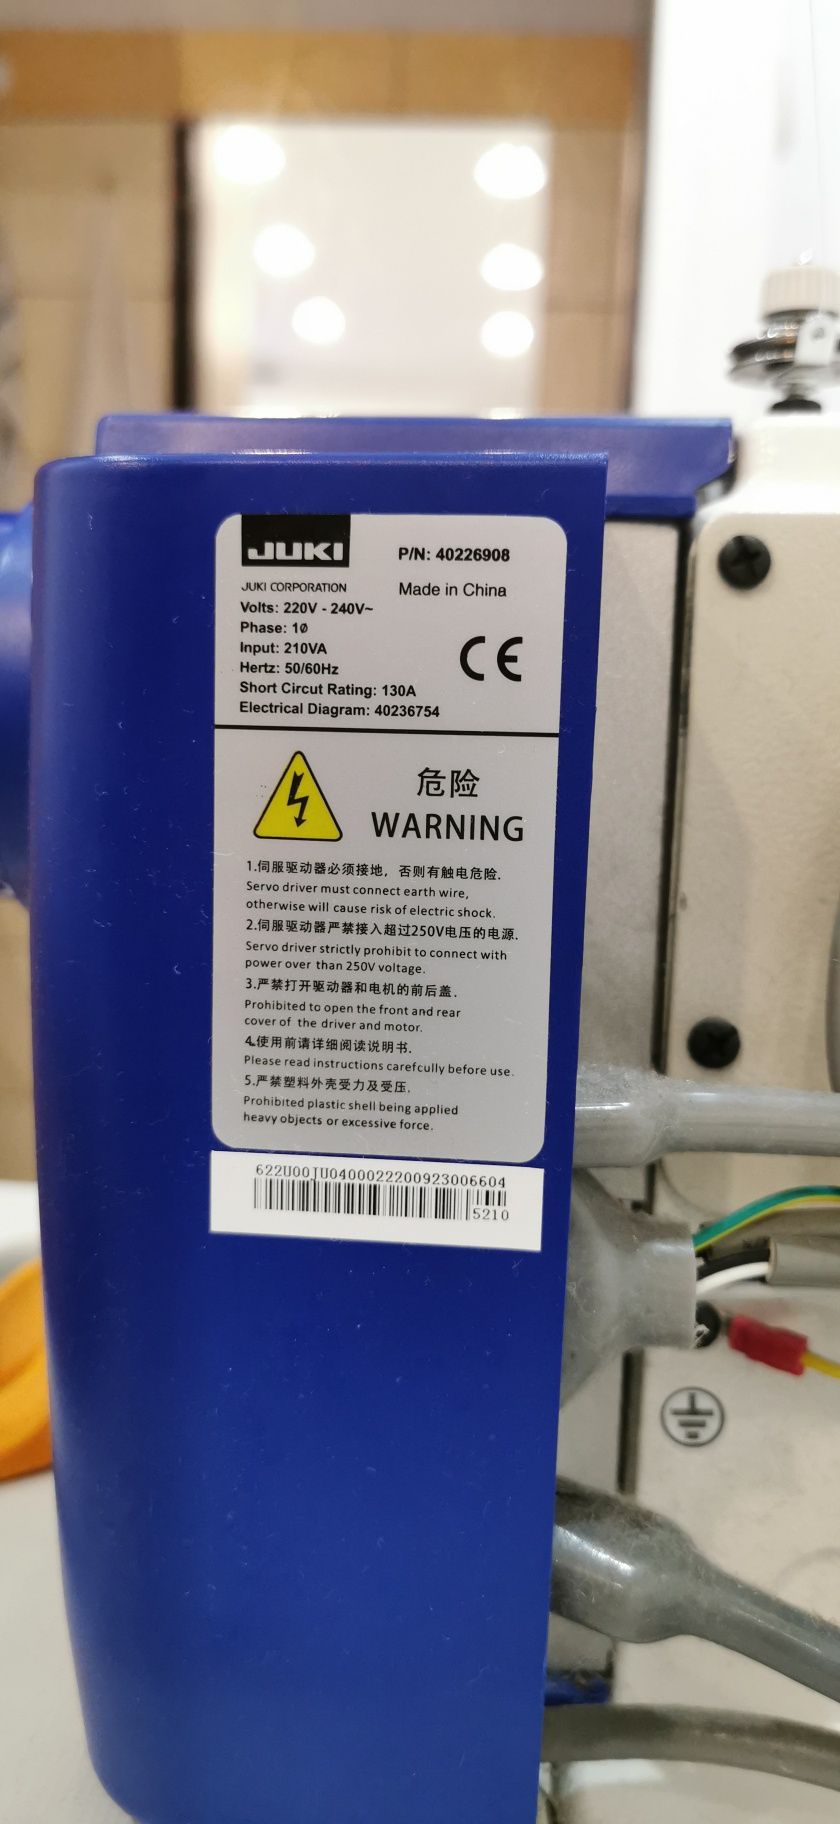 JUKI
P/N: 40226908
JUKI CORPORATION
Made in China
Volts: 220V - 240V~
Phase: 1Ø
Input: 210VA
CE
Hertz: 50/60Hz
Short Circut Rating: 130A
Electrical Diagram: 40236754
危险
WARNING
1.伺服驱动器必须接地，否则有触电危险.
Servo driver must connect earth wire,
otherwise will cause risk of electric shock.
2.伺服驱动器严禁接入超过250V电压的电源.
Servo driver strictly prohibit to connect with
power over than 250V voltage.
3.严禁打开驱动器和电机的前后盖.
Prohibited to open the front and rear
cover of the driver and motor.
4.使用前请详细阅读说明书.
Please read instructions carefcully before use.
5.严禁塑料外壳受力及受压.
Prohibited plastic shell being applied
heavy objects or excessive force.
622U00JU0400022200923006604
5210